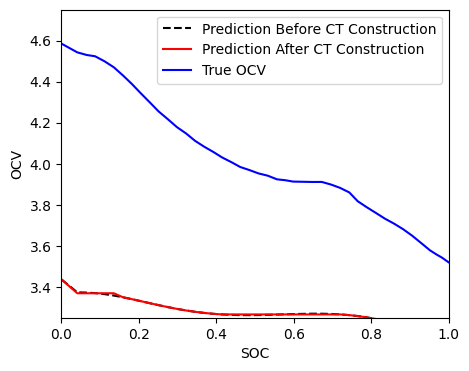 Prediction Before CT Construction
Prediction After CT Construction
True OCV
4.6
4.4
4.2
4.0
3.8
3.6
3.4
OCV
0.0 0.2 0.4 0.6 0.8 1.0
SOC